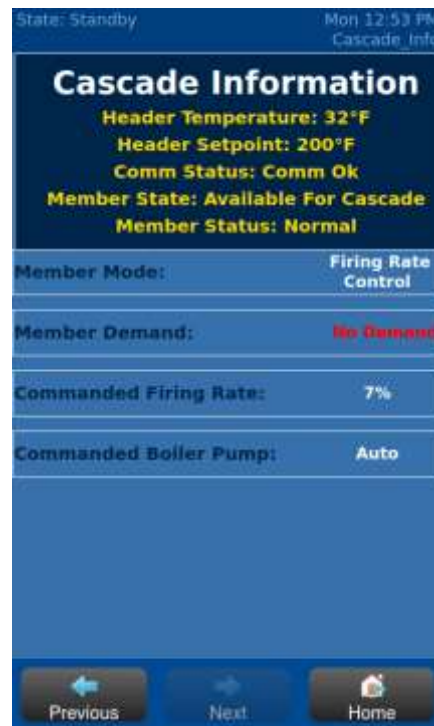 State: Standby
Mon 12:53 PM
Cascade_Info
Cascade Information
Header Temperature: 32°F
Header Setpoint: 200°F
Comm Status: Comm Ok
Member State: Available For Cascade
Member Status: Normal
Member Mode:
Firing Rate
Control
Member Demand:
No Demand
Commanded Firing Rate:
7%
Commanded Boiler Pump:
Auto
Previous
Next
Home